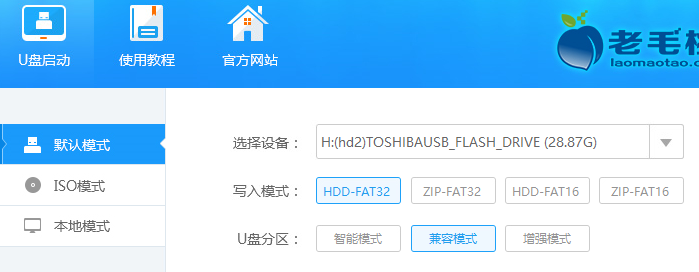 U盘启动 使用教程 官方网站
老毛桃
laomaotao.c
默认模式
ISO模式
本地模式
选择设备： H:(hd2)TOSHIBAUSB_FLASH_DRIVE (28.87G)
写入模式： HDD-FAT32 ZIP-FAT32 HDD-FAT16 ZIP-FAT16
U盘分区： 智能模式 兼容模式 增强模式